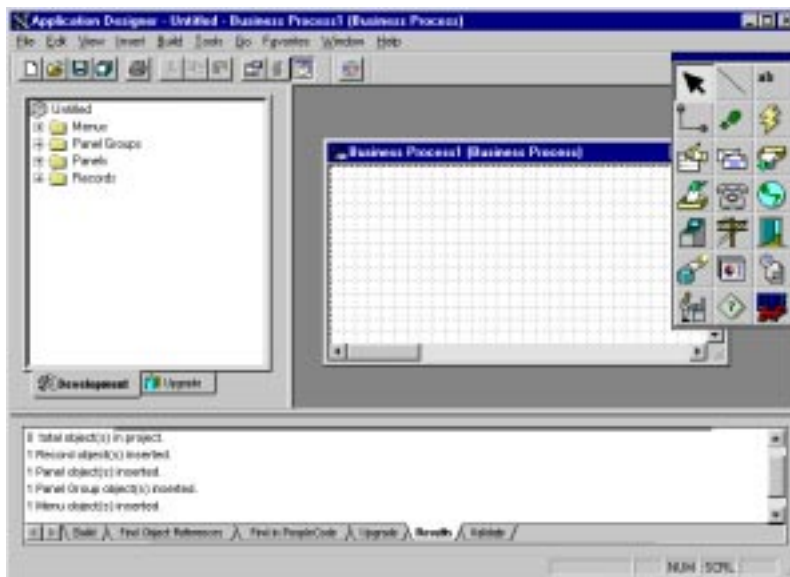 Application Designer - Untitled - Business Process1 (Business Process)
File Edit View Insert Build Tools Go Favorites Window Help
ab
Untitled
Menus
Panel Groups
Panels
Records
Business Process1 (Business Process)
Development Upgrade
0 total object(s) in project.
1 Record object(s) inserted.
1 Panel object(s) inserted.
1 Panel Group object(s) inserted.
1 Menu object(s) inserted.
Build Find Object References Find in PeopleCode Upgrade Results Validate
NUM SCRL